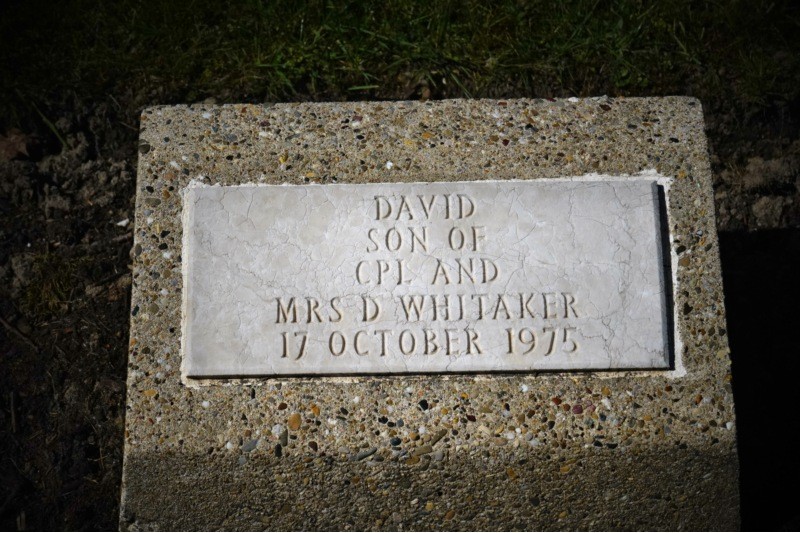 DAVID
SON OF
CPL AND
MRS D WHITAKER
17 OCTOBER 1975